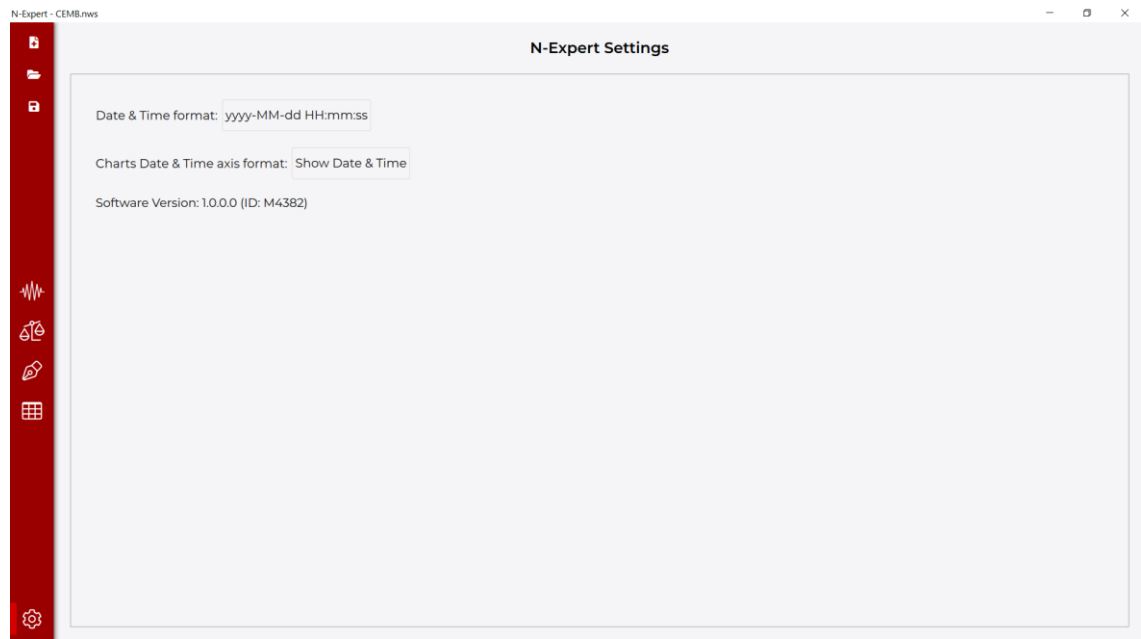 N-Expert - CEMB.nws
N-Expert Settings
Date & Time format: yyyy-MM-dd HH:mm:ss
Charts Date & Time axis format: Show Date & Time
Software Version: 1.0.0.0 (ID: M4382)